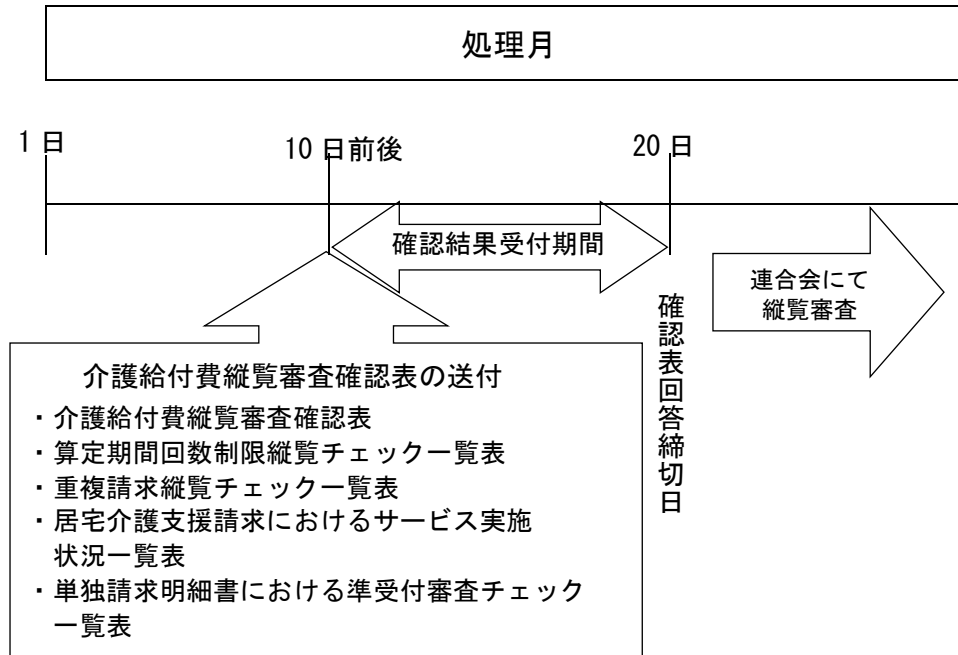 処理月
1 日
10 日前後
20 日
確認結果受付期間
連合会にて
縦覧審査
確認表回答締切日
介護給付費縦覧審査確認表の送付
・介護給付費縦覧審査確認表
・算定期間回数制限縦覧チェック一覧表
・重複請求縦覧チェック一覧表
・居宅介護支援請求におけるサービス実施
状況一覧表
・単独請求明細書における準受付審査チェック
一覧表